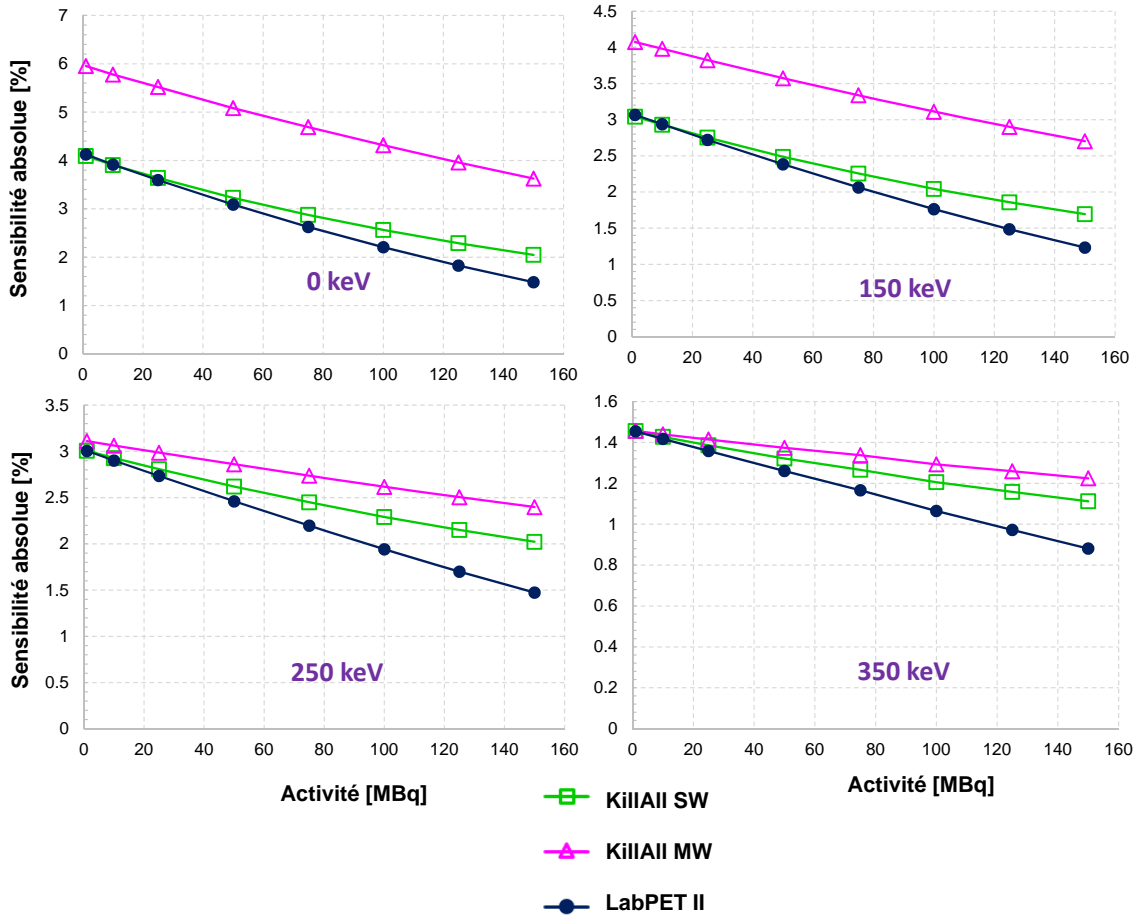 Sensibilité absolue [%]
7
6
5
4
3
2
1
0
0 keV
0 20 40 60 80 100 120 140 160
4.5
4
3.5
3
2.5
2
1.5
1
0.5
0
150 keV
0 20 40 60 80 100 120 140 160
Sensibilité absolue [%]
3.5
3
2.5
2
1.5
1
0.5
0
250 keV
0 20 40 60 80 100 120 140 160
Activité [MBq]
1.6
1.4
1.2
1
0.8
0.6
0.4
0.2
0
350 keV
0 20 40 60 80 100 120 140 160
Activité [MBq]
KillAll SW
KillAll MW
LabPET II